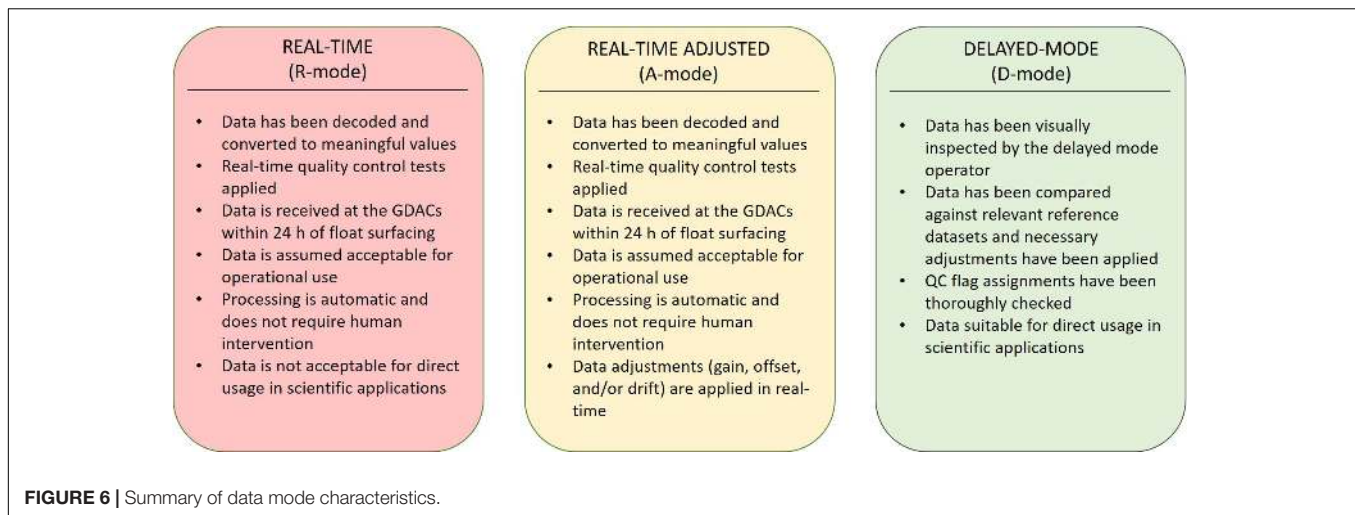 REAL-TIME
(R-mode)
• Data has been decoded and
converted to meaningful values
• Real-time quality control tests
applied
• Data is received at the GDACs
within 24 h of float surfacing
• Data is assumed acceptable for
operational use
• Processing is automatic and
does not require human
intervention
• Data is not acceptable for direct
usage in scientific applications
REAL-TIME ADJUSTED
(A-mode)
• Data has been decoded and
converted to meaningful values
• Real-time quality control tests
applied
• Data is received at the GDACs
within 24 h of float surfacing
• Data is assumed acceptable for
operational use
• Processing is automatic and
does not require human
intervention
• Data adjustments (gain, offset,
and/or drift) are applied in real-
time
DELAYED-MODE
(D-mode)
• Data has been visually
inspected by the delayed mode
operator
• Data has been compared
against relevant reference
datasets and necessary
adjustments have been applied
• QC flag assignments have been
thoroughly checked
• Data suitable for direct usage in
scientific applications
FIGURE 6 | Summary of data mode characteristics.